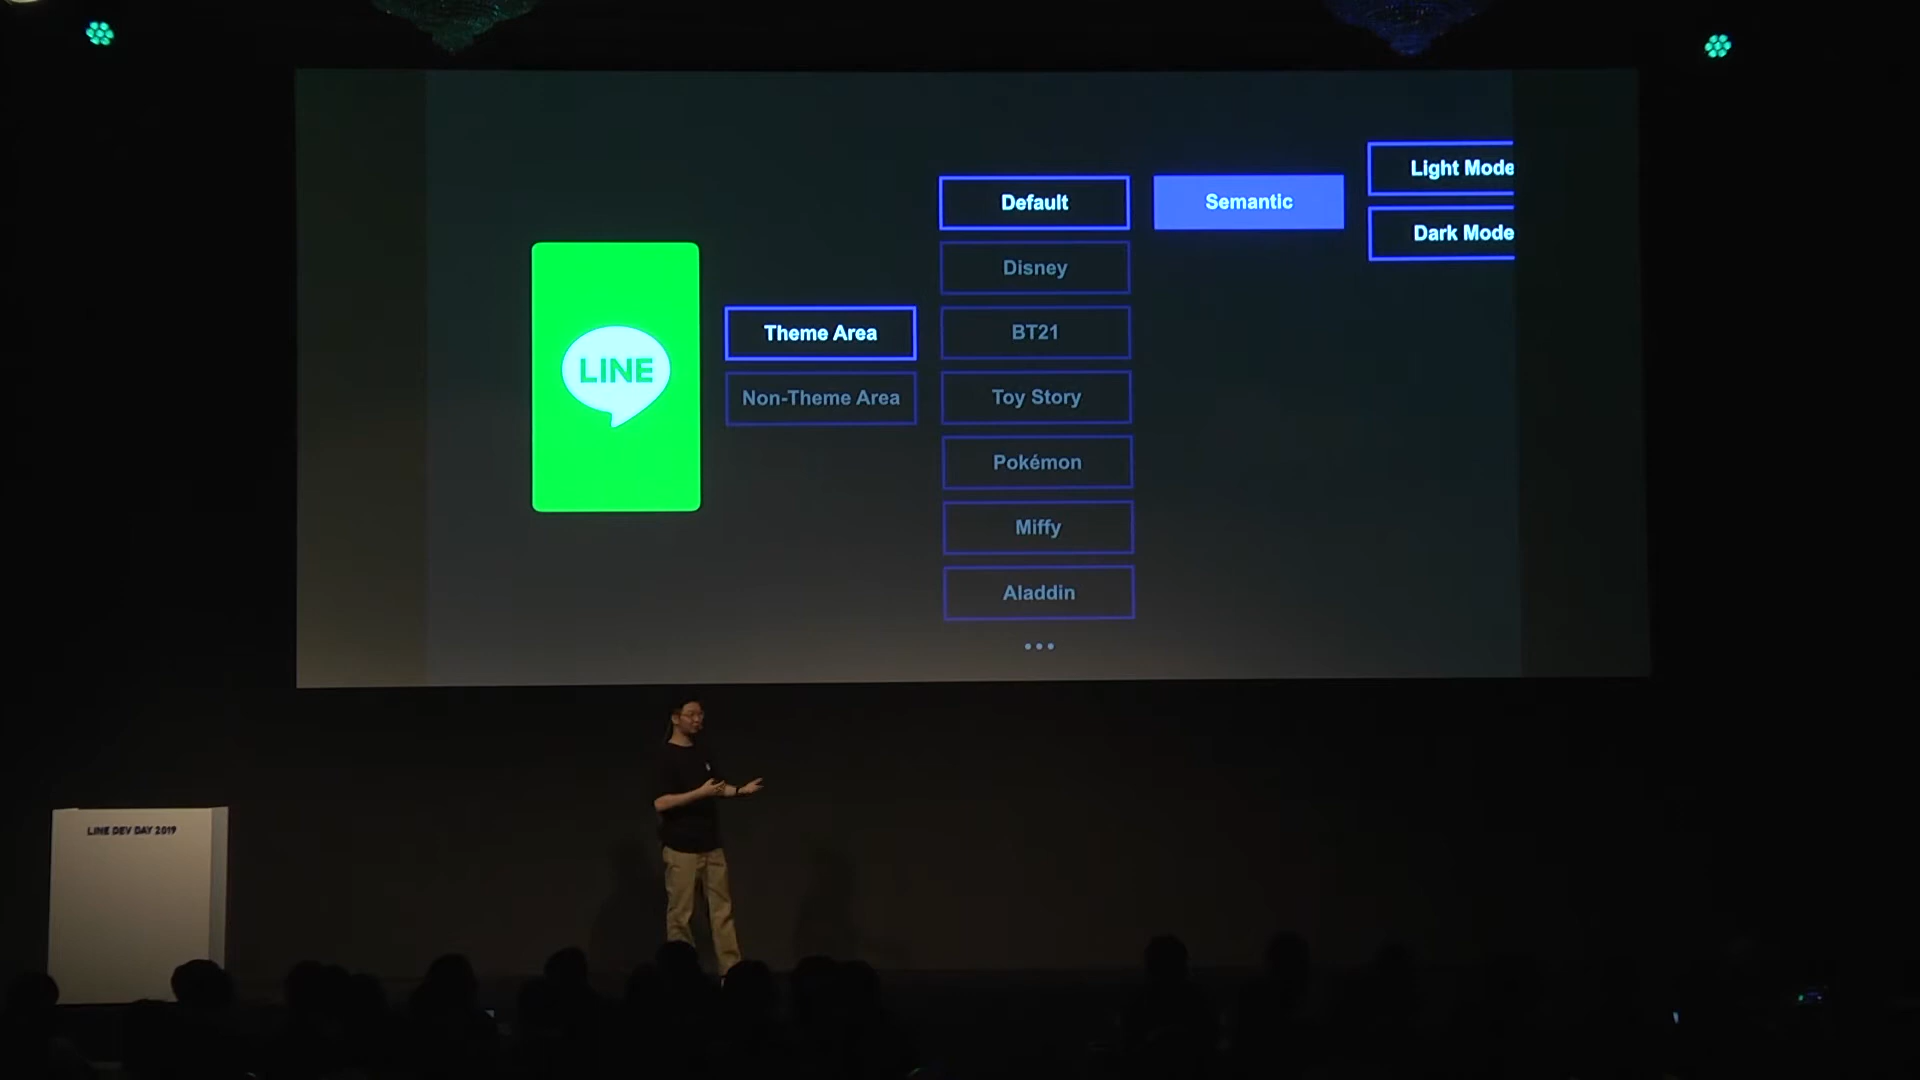 LINE
Theme Area
Non-Theme Area
Default
Disney
BT21
Toy Story
Pokémon
Miffy
Aladdin
...
Semantic
Light Mode
Dark Mode
LINE DEV DAY 2019